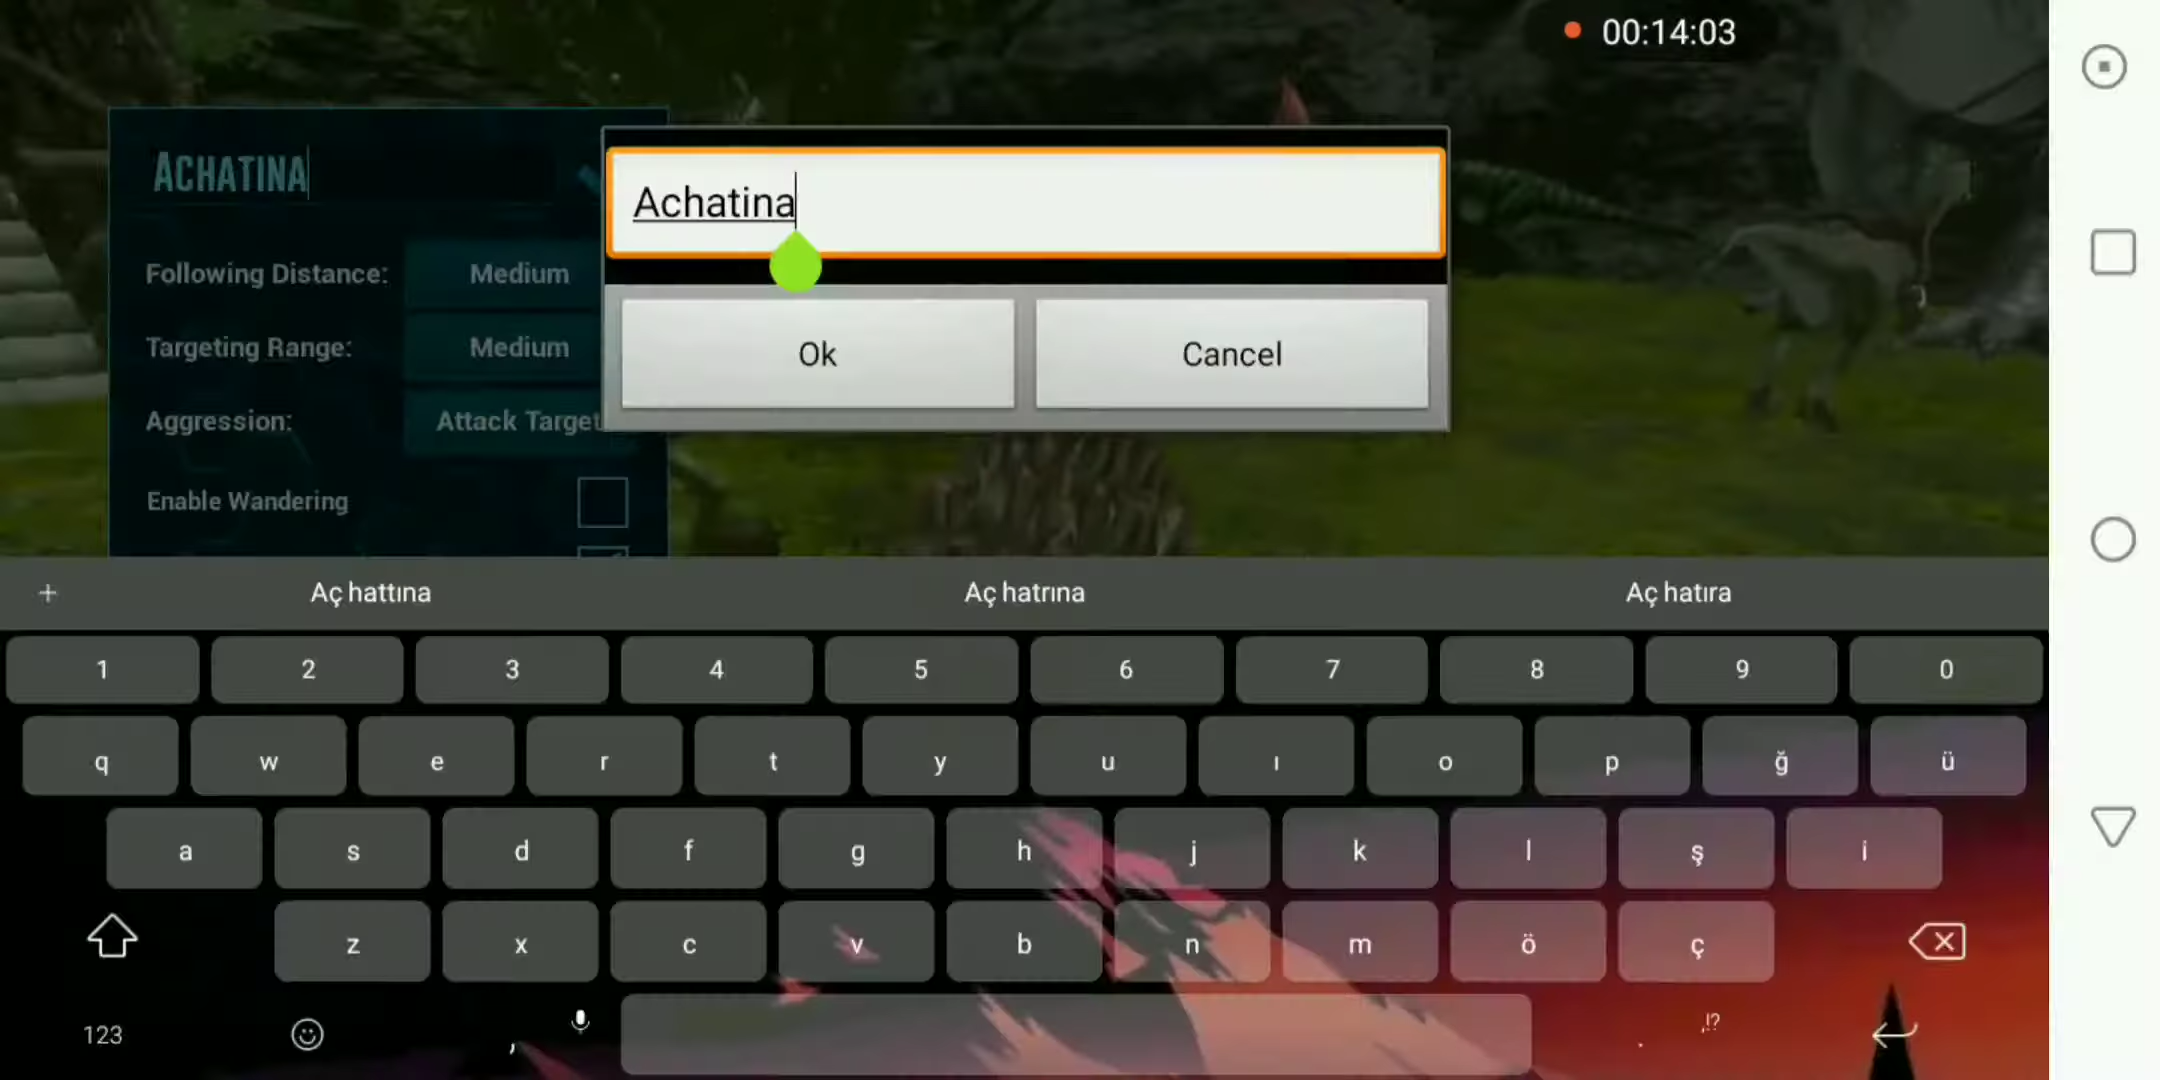 00:14:03
ACHATINA
Achatina
Following Distance: Medium
Targeting Range: Medium
Aggression: Attack Target
Ok Cancel
Enable Wandering
+ Aç hattına Aç hatrına Aç hatıra
1 2 3 4 5 6 7 8 9 0
q w e r t y u ı o p ğ ü
a s d f g h j k l ş i
z x c v b n m ö ç
123 , . ,!?